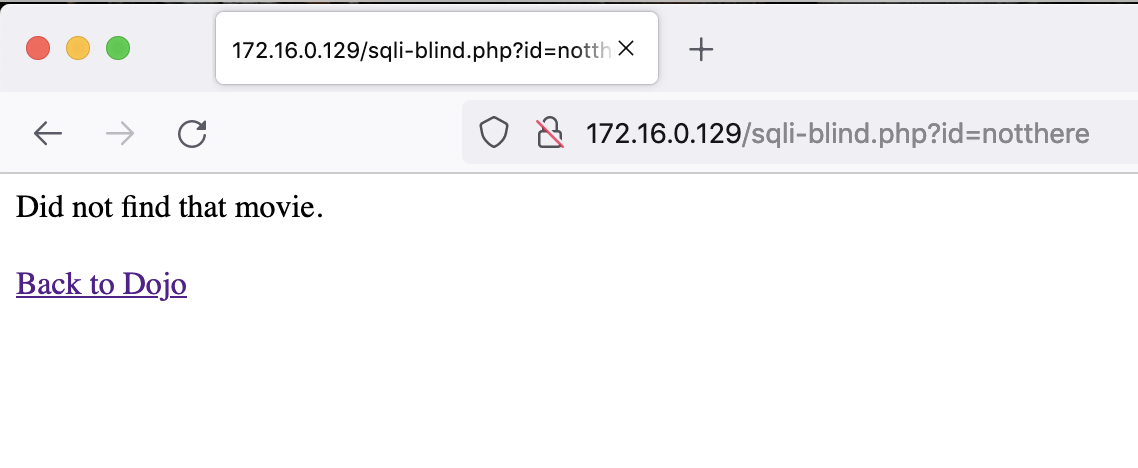 172.16.0.129/sqli-blind.php?id=notth
172.16.0.129/sqli-blind.php?id=notthere
Did not find that movie.
Back to Dojo